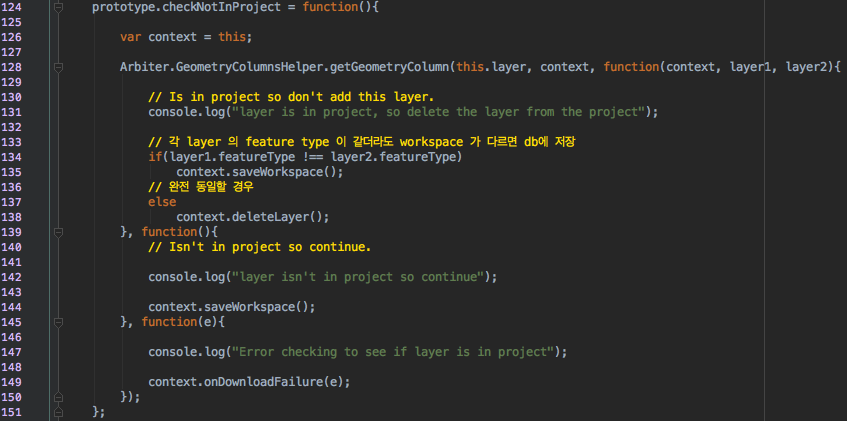 124 prototype.checkNotInProject = function(){
125
126 var context = this;
127
128 Arbiter.GeometryColumnsHelper.getGeometryColumn(this.layer, context, function(context, layer1, layer2){
129
130 // Is in project so don't add this layer.
131 console.log("layer is in project, so delete the layer from the project");
132
133 // 각 layer 의 feature type 이 같더라도 workspace 가 다르면 db에 저장
134 if(layer1.featureType !== layer2.featureType)
135 context.saveWorkspace();
136 // 완전 동일할 경우
137 else
138 context.deleteLayer();
139 }, function(){
140 // Isn't in project so continue.
141
142 console.log("layer isn't in project so continue");
143
144 context.saveWorkspace();
145 }, function(e){
146
147 console.log("Error checking to see if layer is in project");
148
149 context.onDownloadFailure(e);
150 });
151 };